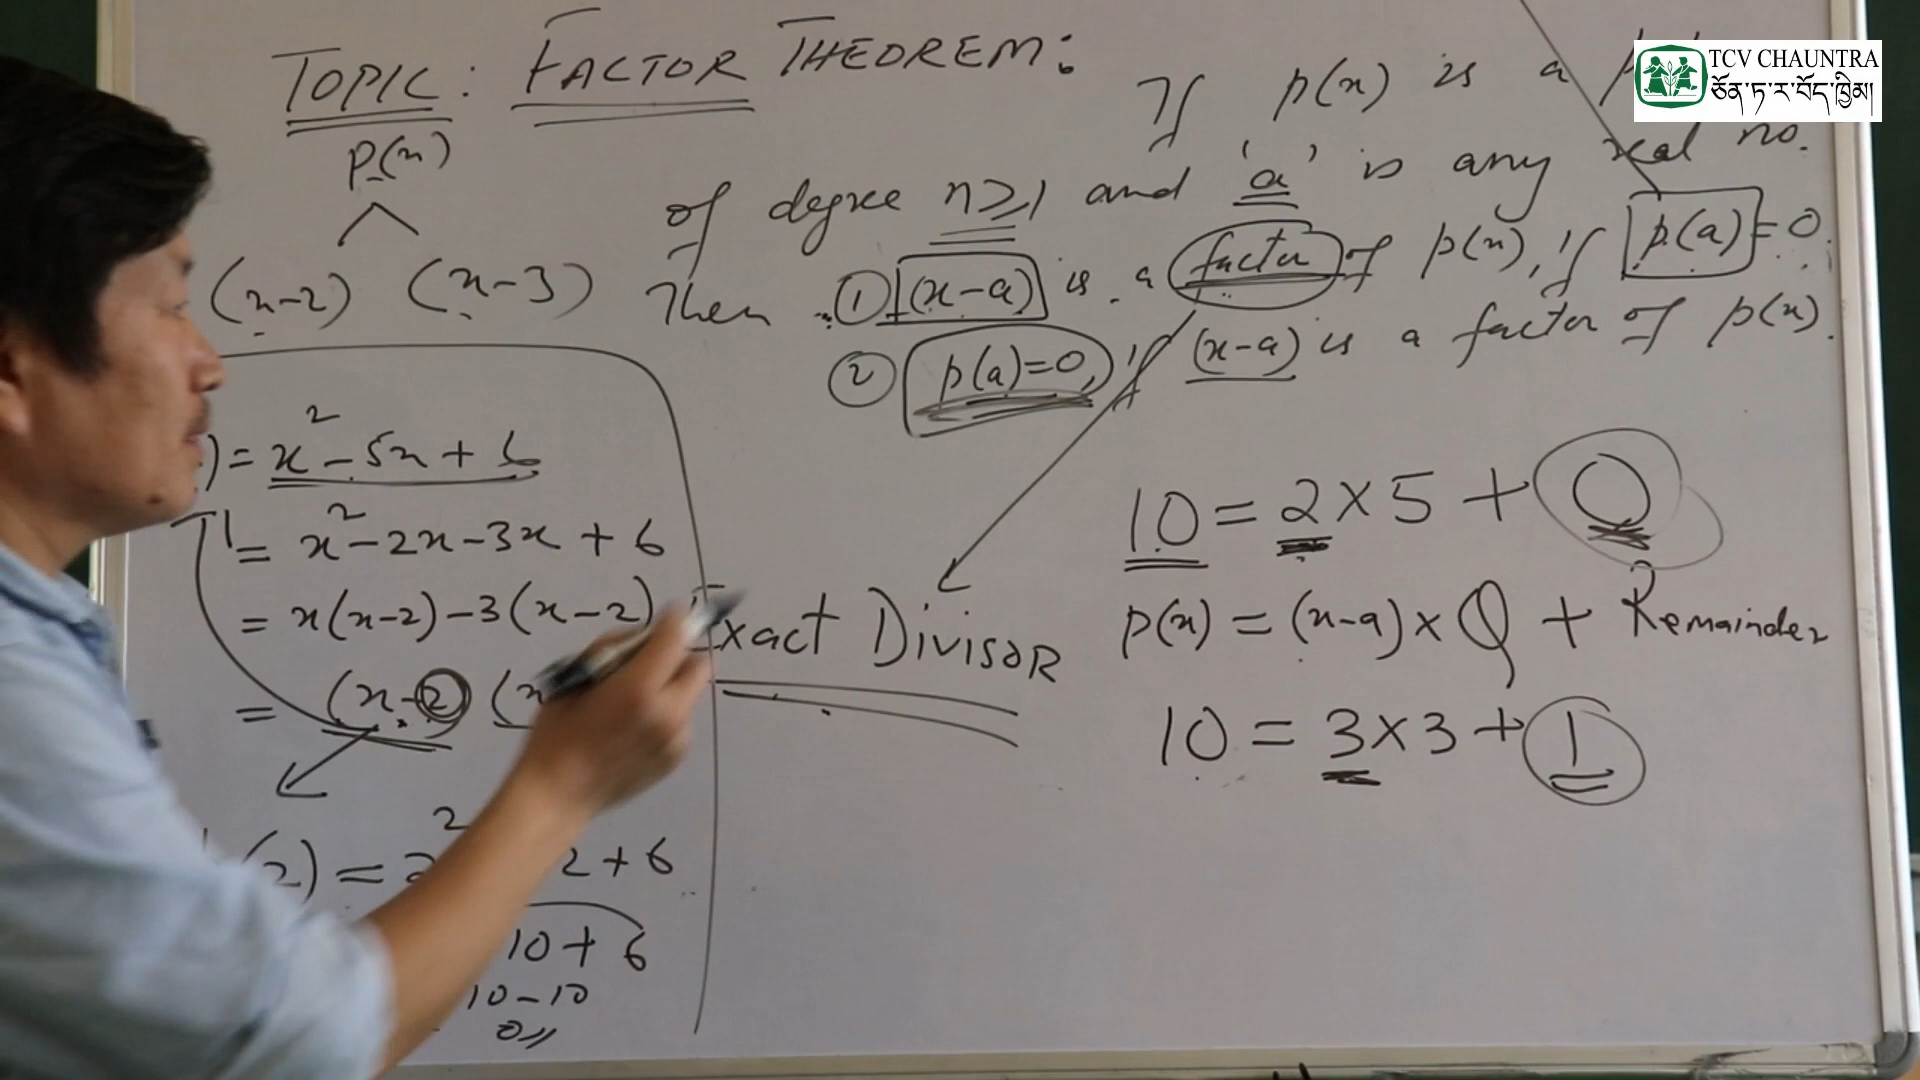 TOPIC: FACTOR THEOREM:
If p(x) is a
of degree n≥1 and 'a' is any real no.
Then ① (x-a) is a factor of p(x), if p(a)=0.
② p(a)=0, if (x-a) is a factor of p(x).
p(x)
(x-2) (x-3)
)= x²-5x+6
= x²-2x-3x+6
= x(x-2)-3(x-2)
= (x-2) (x
(2)=2² 2+6
10+6
10-10
0
Exact DIVISOR
10 = 2×5+0
p(x) = (x-a)×Q + Remainder
10 = 3×3+1
TCV CHAUNTRA
ཅོན་ཏ་ར་བོད་ཁྱིམ།